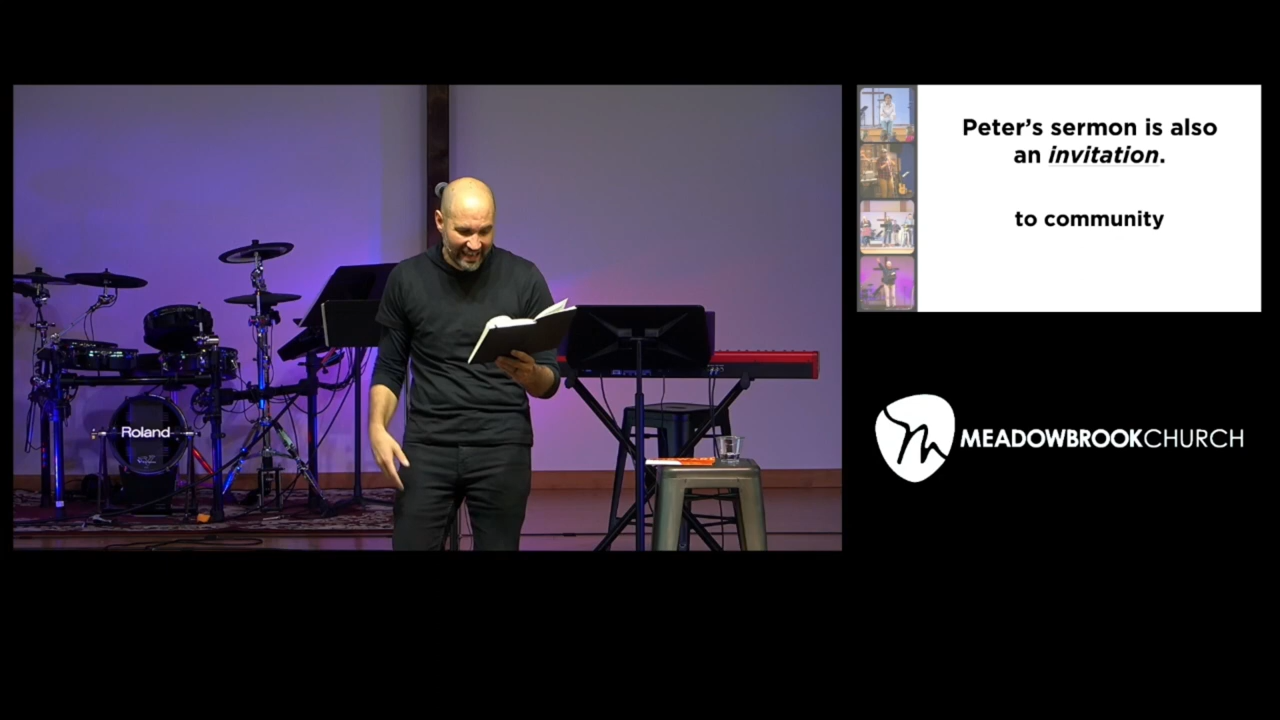 Peter's sermon is also
an invitation.
to community
Roland
MEADOWBROOKCHURCH